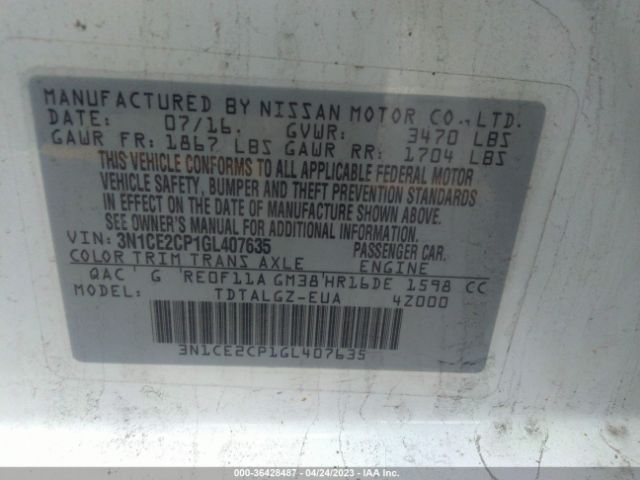 MANUFACTURED BY NISSAN MOTOR CO., LTD.
DATE: 07/16. GVWR: 3470 LBS
GAWR FR: 1867 LBS GAWR RR: 1704 LBS
THIS VEHICLE CONFORMS TO ALL APPLICABLE FEDERAL MOTOR
VEHICLE SAFETY, BUMPER AND THEFT PREVENTION STANDARDS
IN EFFECT ON THE DATE OF MANUFACTURE SHOWN ABOVE.
SEE OWNER'S MANUAL FOR ADDITIONAL INFORMATION.
VIN: 3N1CE2CP1GL407635 PASSENGER CAR.
COLOR TRIM TRANS AXLE ENGINE
QAC' G 'RE0F11A GM38'HR16DE 1598 CC
MODEL: TDTALGZ-EUA 4Z000
3N1CE2CP1GL407635
000-36428487 - 04/24/2023 - IAA Inc.